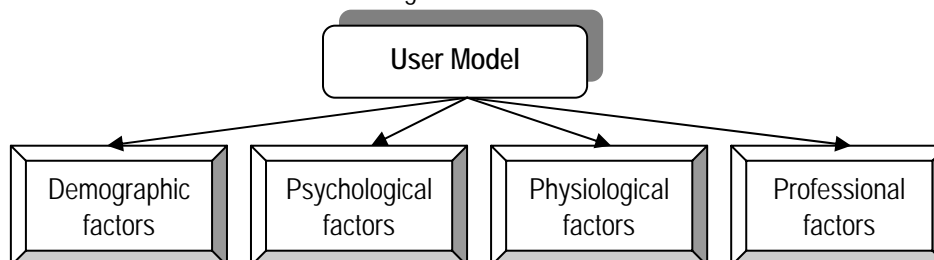 User Model
Demographic
factors
Psychological
factors
Physiological
factors
Professional
factors